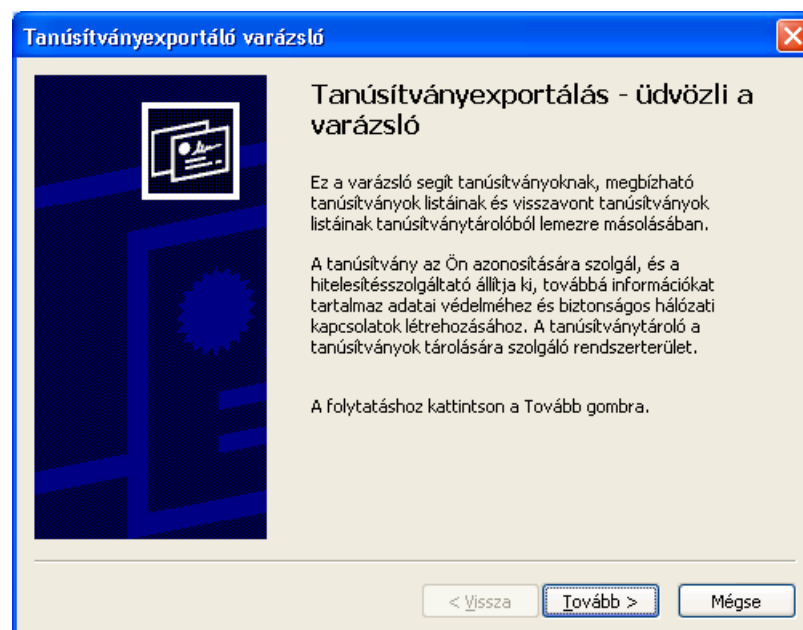 Tanúsítványexportáló varázsló
Tanúsítványexportálás - üdvözli a
varázsló
Ez a varázsló segít tanúsítványoknak, megbízható
tanúsítványok listáinak és visszavont tanúsítványok
listáinak tanúsítványtárolóból lemezre másolásában.
A tanúsítvány az Ön azonosítására szolgál, és a
hitelesítésszolgáltató állítja ki, továbbá információkat
tartalmaz adatai védelméhez és biztonságos hálózati
kapcsolatok létrehozásához. A tanúsítványtároló a
tanúsítványok tárolására szolgáló rendszerterület.
A folytatáshoz kattintson a Tovább gombra.
< Vissza Tovább > Mégse